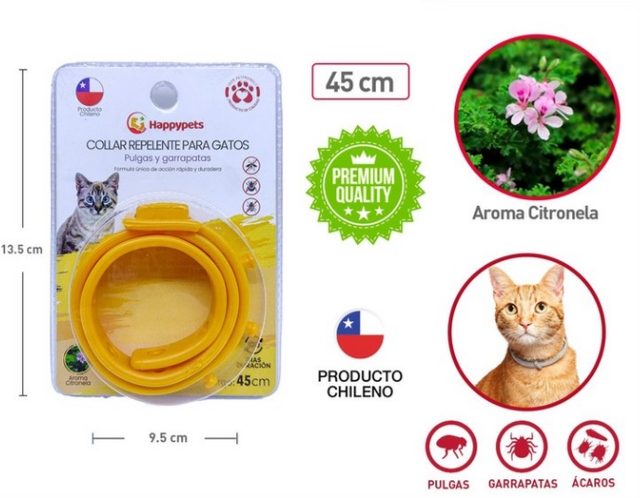 Producto
Chileno
Happypets
COLLAR REPELENTE PARA GATOS
Pulgas y garrapatas
Fórmula única de acción rápida y duradera
Aroma
Citronela
45cm
13.5 cm
9.5 cm
45 cm
PREMIUM
QUALITY
PRODUCTO
CHILENO
Aroma Citronela
PULGAS
GARRAPATAS
ÁCAROS